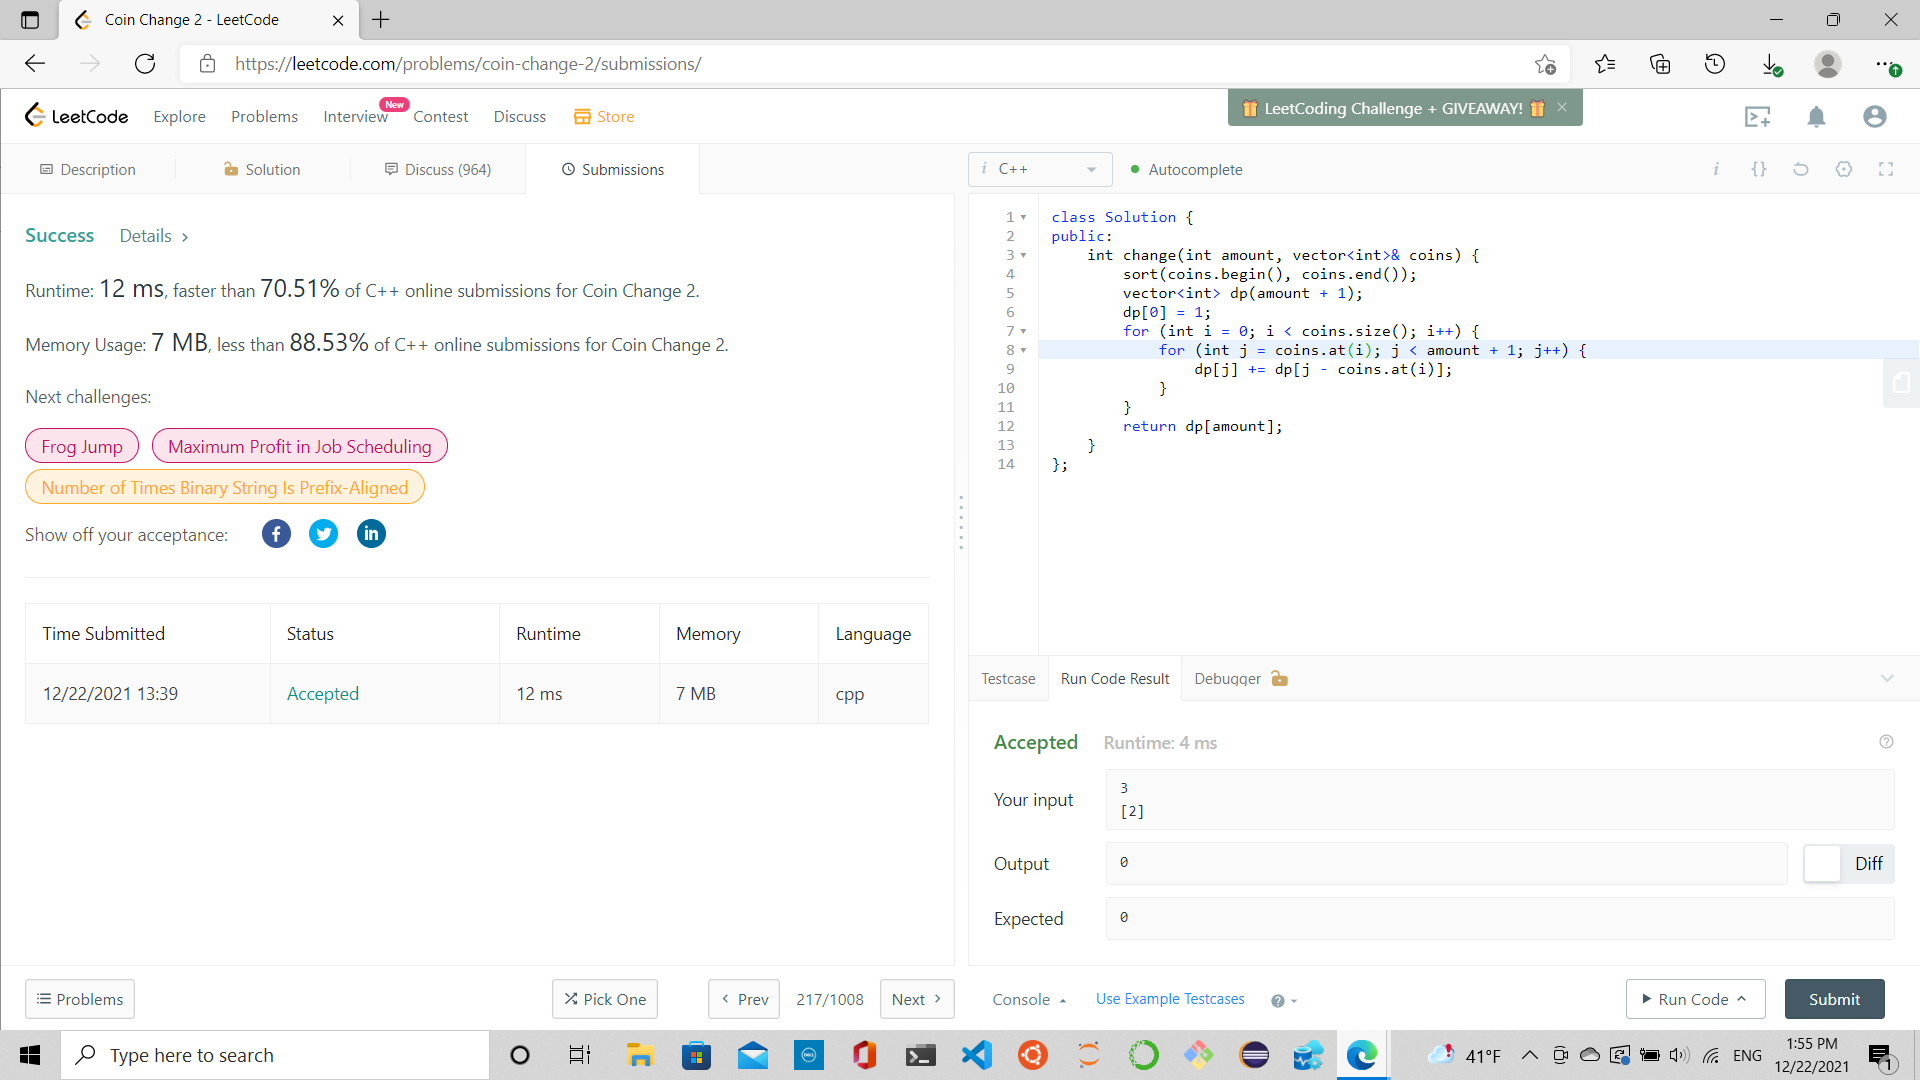 Coin Change 2 - LeetCode
https://leetcode.com/problems/coin-change-2/submissions/
LeetCode
Explore
Problems
Interview
New
Contest
Discuss
Store
LeetCoding Challenge + GIVEAWAY!
Description
Solution
Discuss (964)
Submissions
Success
Details
Runtime: 12 ms, faster than 70.51% of C++ online submissions for Coin Change 2.
Memory Usage: 7 MB, less than 88.53% of C++ online submissions for Coin Change 2.
Next challenges:
Frog Jump
Maximum Profit in Job Scheduling
Number of Times Binary String Is Prefix-Aligned
Show off your acceptance:
Time Submitted Status Runtime Memory Language
12/22/2021 13:39 Accepted 12 ms 7 MB cpp
Problems
Pick One
Prev
217/1008
Next
i C++
Autocomplete
i {}
1 class Solution {
2 public:
3 int change(int amount, vector<int>& coins) {
4 sort(coins.begin(), coins.end());
5 vector<int> dp(amount + 1);
6 dp[0] = 1;
7 for (int i = 0; i < coins.size(); i++) {
8 for (int j = coins.at(i); j < amount + 1; j++) {
9 dp[j] += dp[j - coins.at(i)];
10 }
11 }
12 return dp[amount];
13 }
14 };
Testcase
Run Code Result
Debugger
Accepted
Runtime: 4 ms
Your input
3
[2]
Output
0
Diff
Expected
0
Console
Use Example Testcases
Run Code
Submit
Type here to search
DELL
41°F
ENG
1:55 PM
12/22/2021
1